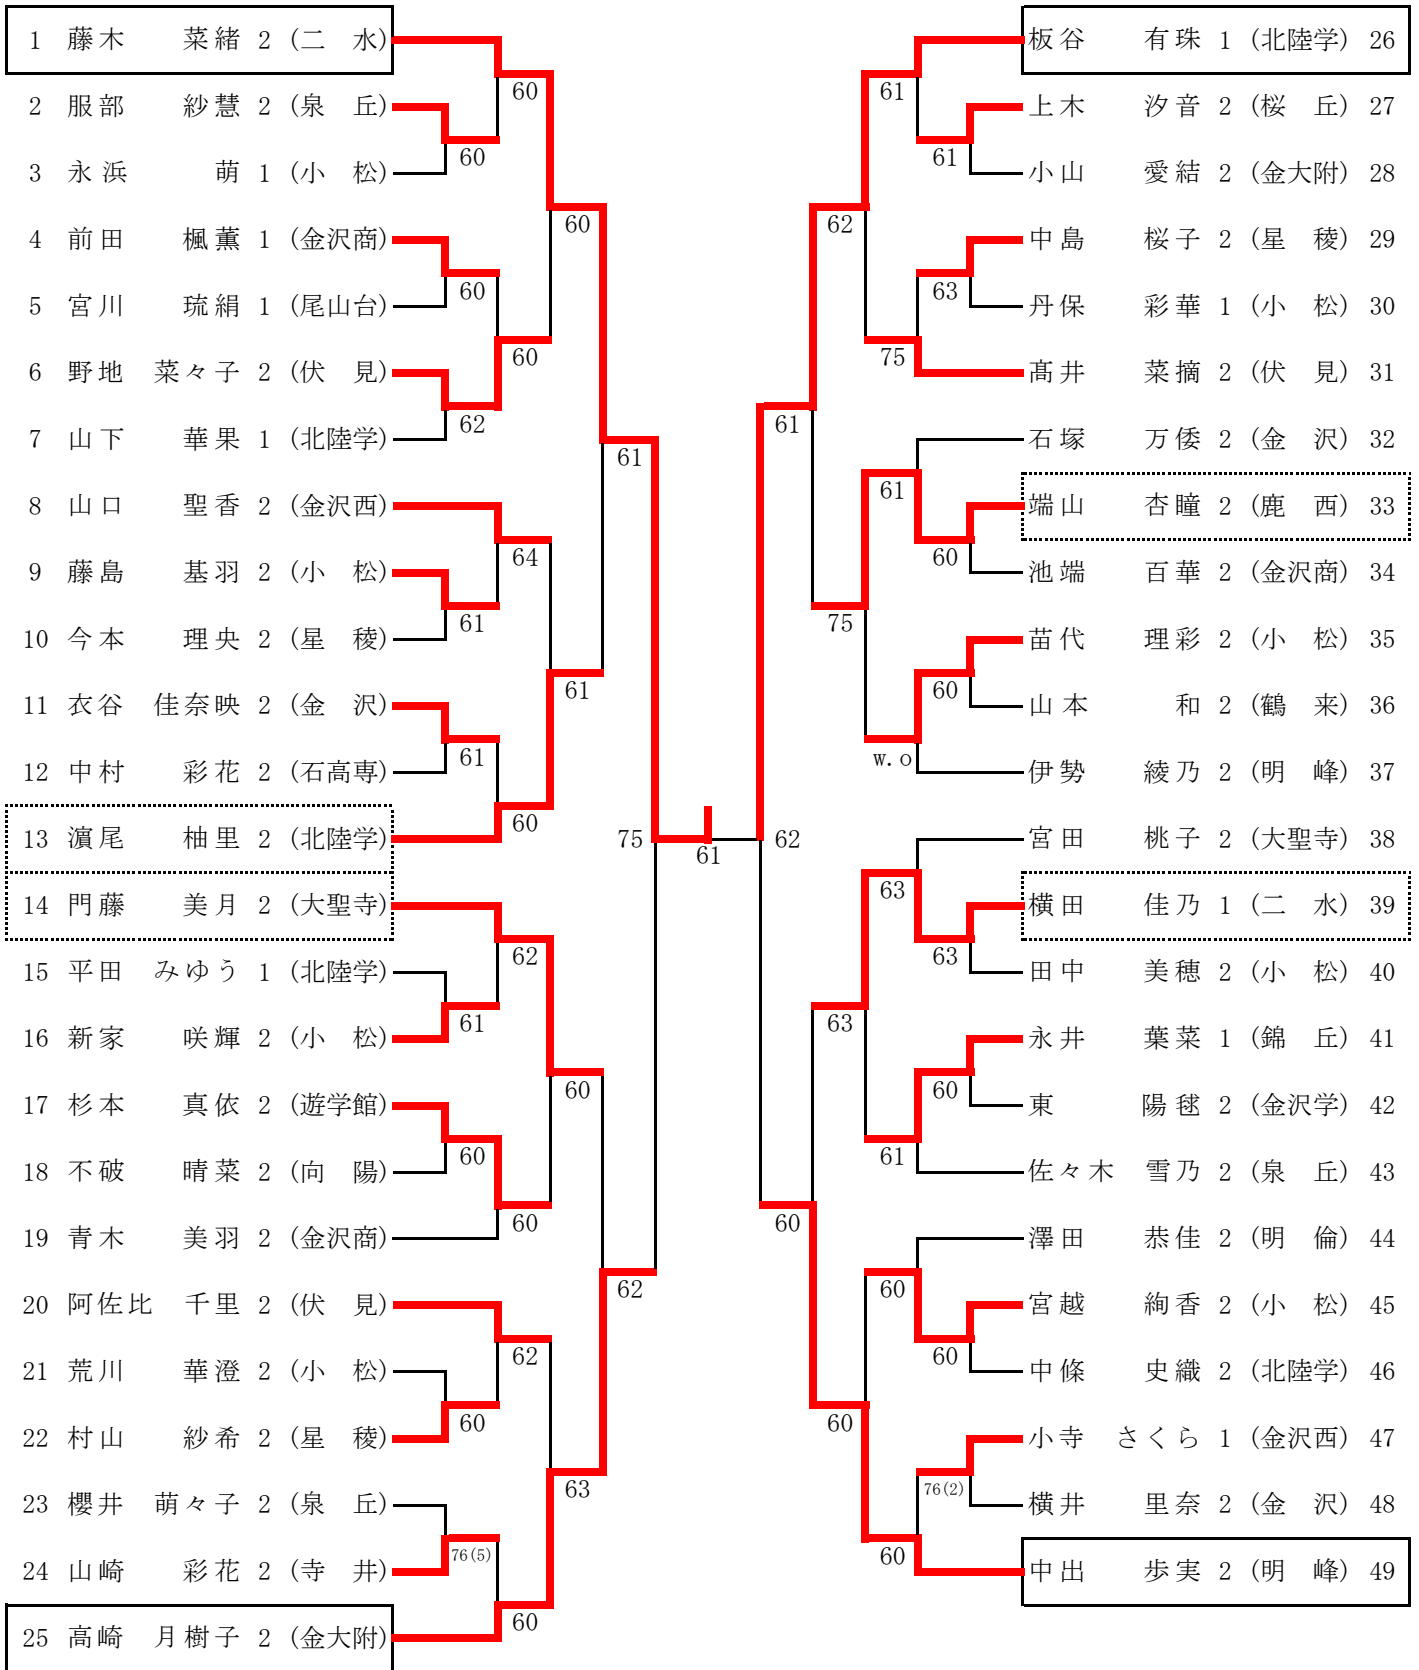 1 藤木 菜緒 2 (二 水)
2 服部 紗慧 2 (泉 丘)
3 永浜 萌 1 (小 松)
4 前田 楓薫 1 (金沢商)
5 宮川 琉絹 1 (尾山台)
6 野地 菜々子 2 (伏 見)
7 山下 華果 1 (北陸学)
8 山口 聖香 2 (金沢西)
9 藤島 基羽 2 (小 松)
10 今本 理央 2 (星 稜)
11 衣谷 佳奈映 2 (金 沢)
12 中村 彩花 2 (石高専)
13 濵尾 柚里 2 (北陸学)
14 門藤 美月 2 (大聖寺)
15 平田 みゆう 1 (北陸学)
16 新家 咲輝 2 (小 松)
17 杉本 真依 2 (遊学館)
18 不破 晴菜 2 (向 陽)
19 青木 美羽 2 (金沢商)
20 阿佐比 千里 2 (伏 見)
21 荒川 華澄 2 (小 松)
22 村山 紗希 2 (星 稜)
23 櫻井 萌々子 2 (泉 丘)
24 山崎 彩花 2 (寺 井)
25 高崎 月樹子 2 (金大附)
60
60
60
60
60
62
64
61
61
61
60
62
61
60
60
60
62
60
63
76(5)
60
61
62
75
61
62
61
60
61
61
62
63
75
61
60
75
60
w.o
63
63
63
60
61
60
60
60
60
76(2)
60
板谷 有珠 1 (北陸学) 26
上木 汐音 2 (桜 丘) 27
小山 愛結 2 (金大附) 28
中島 桜子 2 (星 稜) 29
丹保 彩華 1 (小 松) 30
髙井 菜摘 2 (伏 見) 31
石塚 万倭 2 (金 沢) 32
端山 杏瞳 2 (鹿 西) 33
池端 百華 2 (金沢商) 34
苗代 理彩 2 (小 松) 35
山本 和 2 (鶴 来) 36
伊勢 綾乃 2 (明 峰) 37
宮田 桃子 2 (大聖寺) 38
横田 佳乃 1 (二 水) 39
田中 美穂 2 (小 松) 40
永井 葉菜 1 (錦 丘) 41
東 陽毬 2 (金沢学) 42
佐々木 雪乃 2 (泉 丘) 43
澤田 恭佳 2 (明 倫) 44
宮越 絢香 2 (小 松) 45
中條 史織 2 (北陸学) 46
小寺 さくら 1 (金沢西) 47
横井 里奈 2 (金 沢) 48
中出 歩実 2 (明 峰) 49